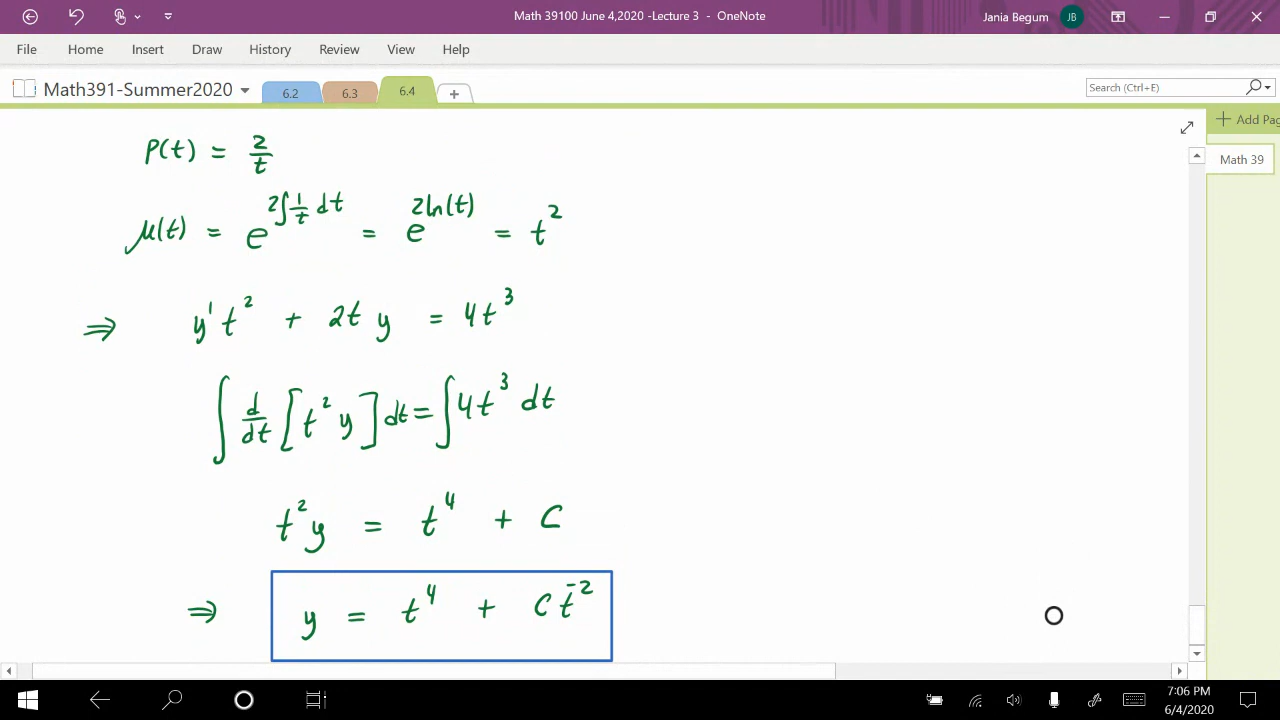 Math 39100 June 4,2020 -Lecture 3 - OneNote
Jania Begum JB
File Home Insert Draw History Review View Help
Math391-Summer2020 6.2 6.3 6.4
Search (Ctrl+E)
Add Pag
Math 39
P(t) = 2/t
μ(t) = e^{2∫ 1/t dt} = e^{2ln(t)} = t^2
⇒ y' t^2 + 2t y = 4t^3
∫ d/dt [t^2 y] dt = ∫ 4t^3 dt
t^2 y = t^4 + C
⇒ y = t^4 + C t^{-2}
7:06 PM
6/4/2020